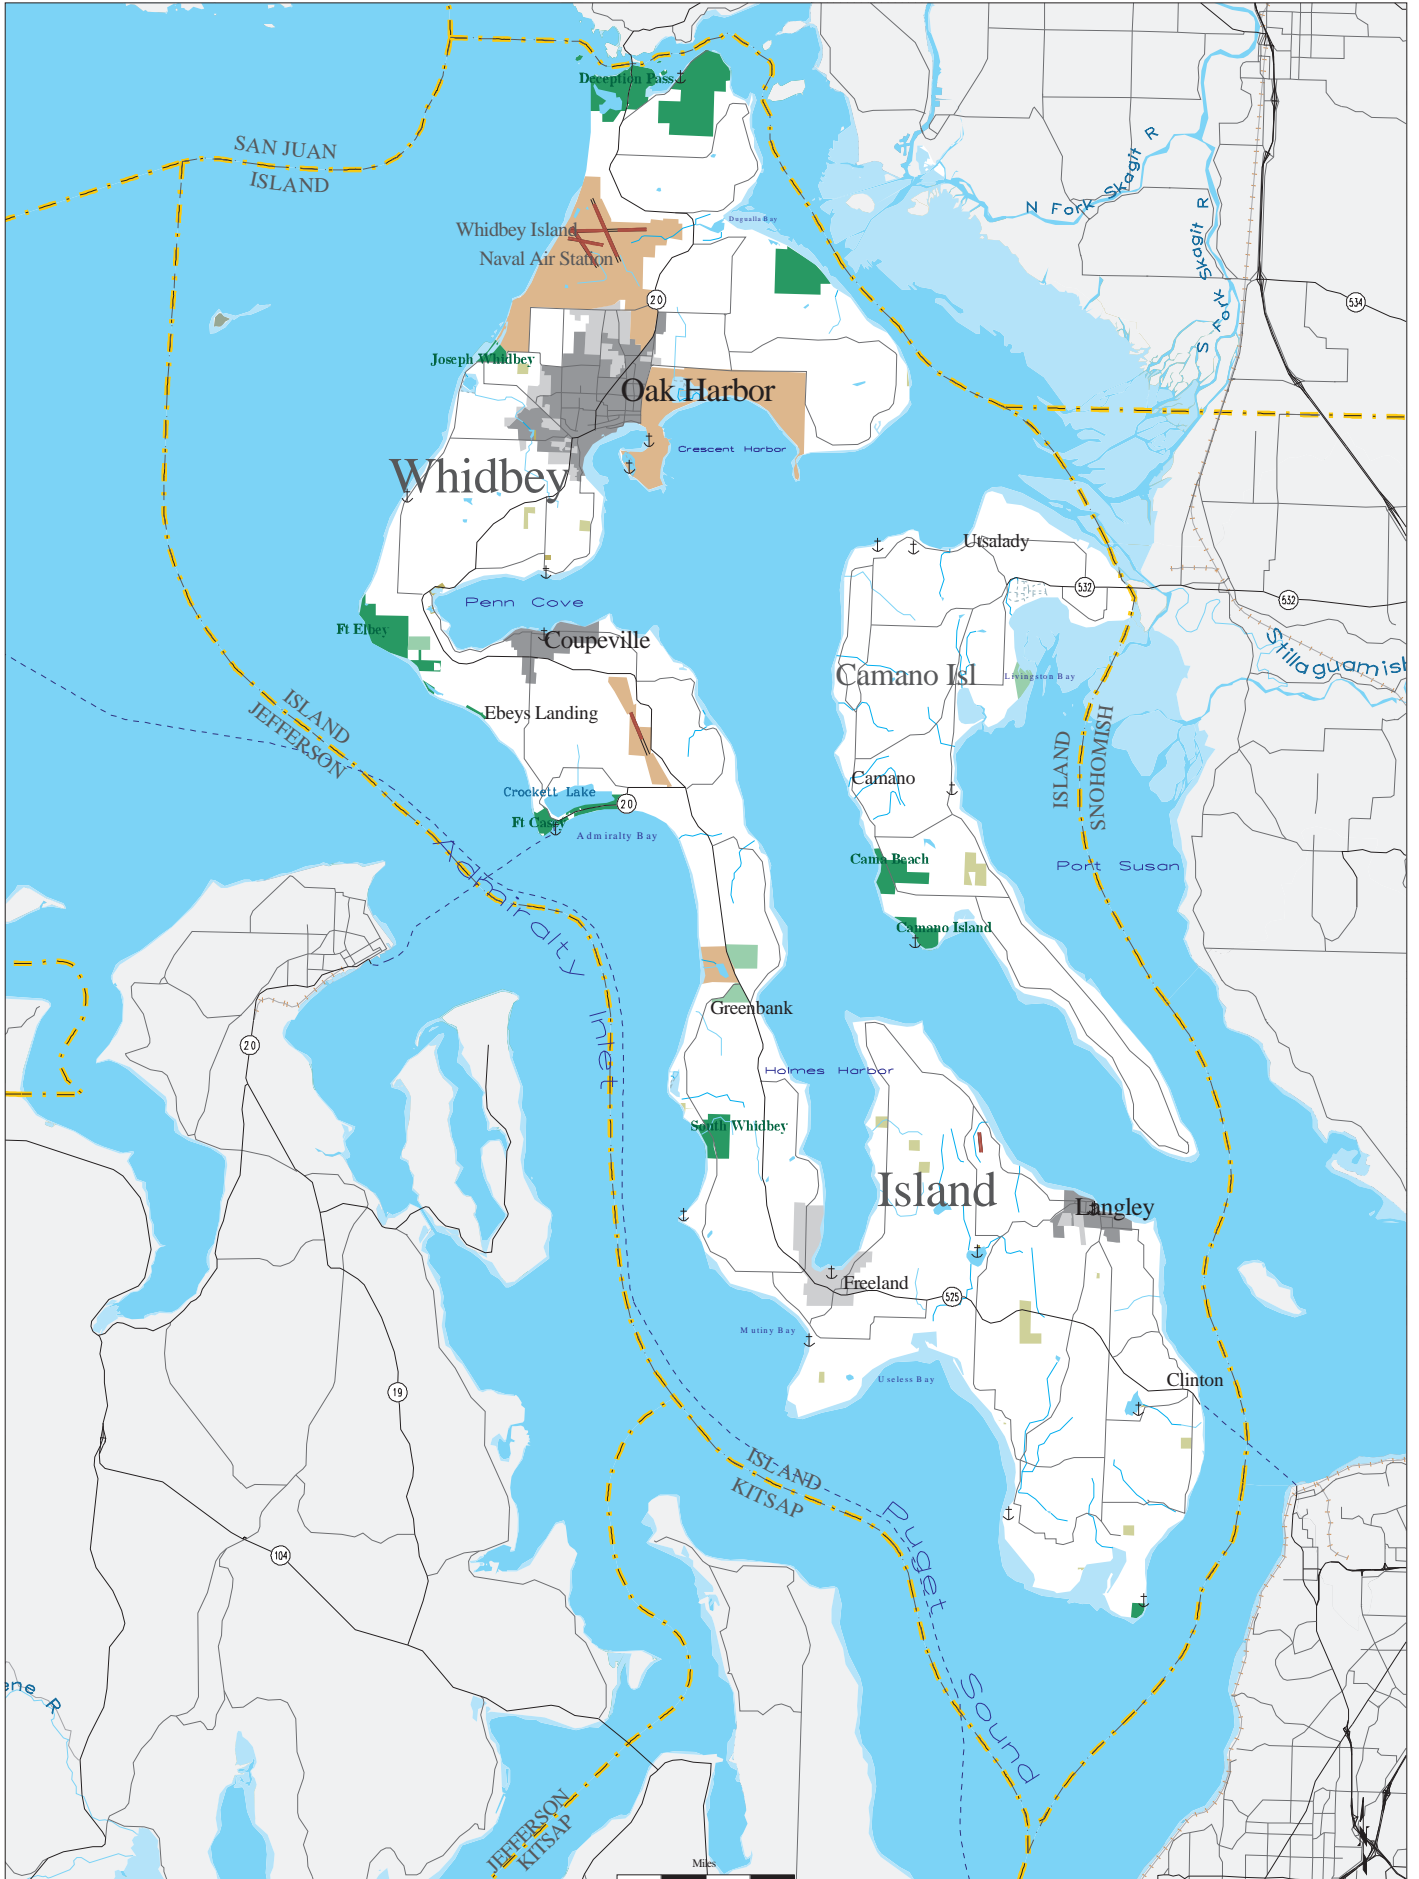 Deception Pass
SAN JUAN
ISLAND
N Fork Skagit R
S Fork Skagit R
Dugualla Bay
Whidbey Island
Naval Air Station
20
534
Joseph Whidbey
Oak Harbor
Crescent Harbor
Whidbey
Utsalady
532
532
Penn Cove
Ft Elbey
Coupeville
Stillaguamish
Camano Isl
Livingston Bay
ISLAND
JEFFERSON
Ebeys Landing
ISLAND
SNOHOMISH
Camano
Crockett Lake
20
Ft Casey
Admiralty Bay
Cama Beach
Port Susan
Admiralty Inlet
Camano Island
Greenbank
20
Holmes Harbor
South Whidbey
Island
Langley
Freeland
525
Mutiny Bay
Useless Bay
Clinton
19
ISLAND
KITSAP
Puget Sound
104
ene R
JEFFERSON
KITSAP
Miles
N